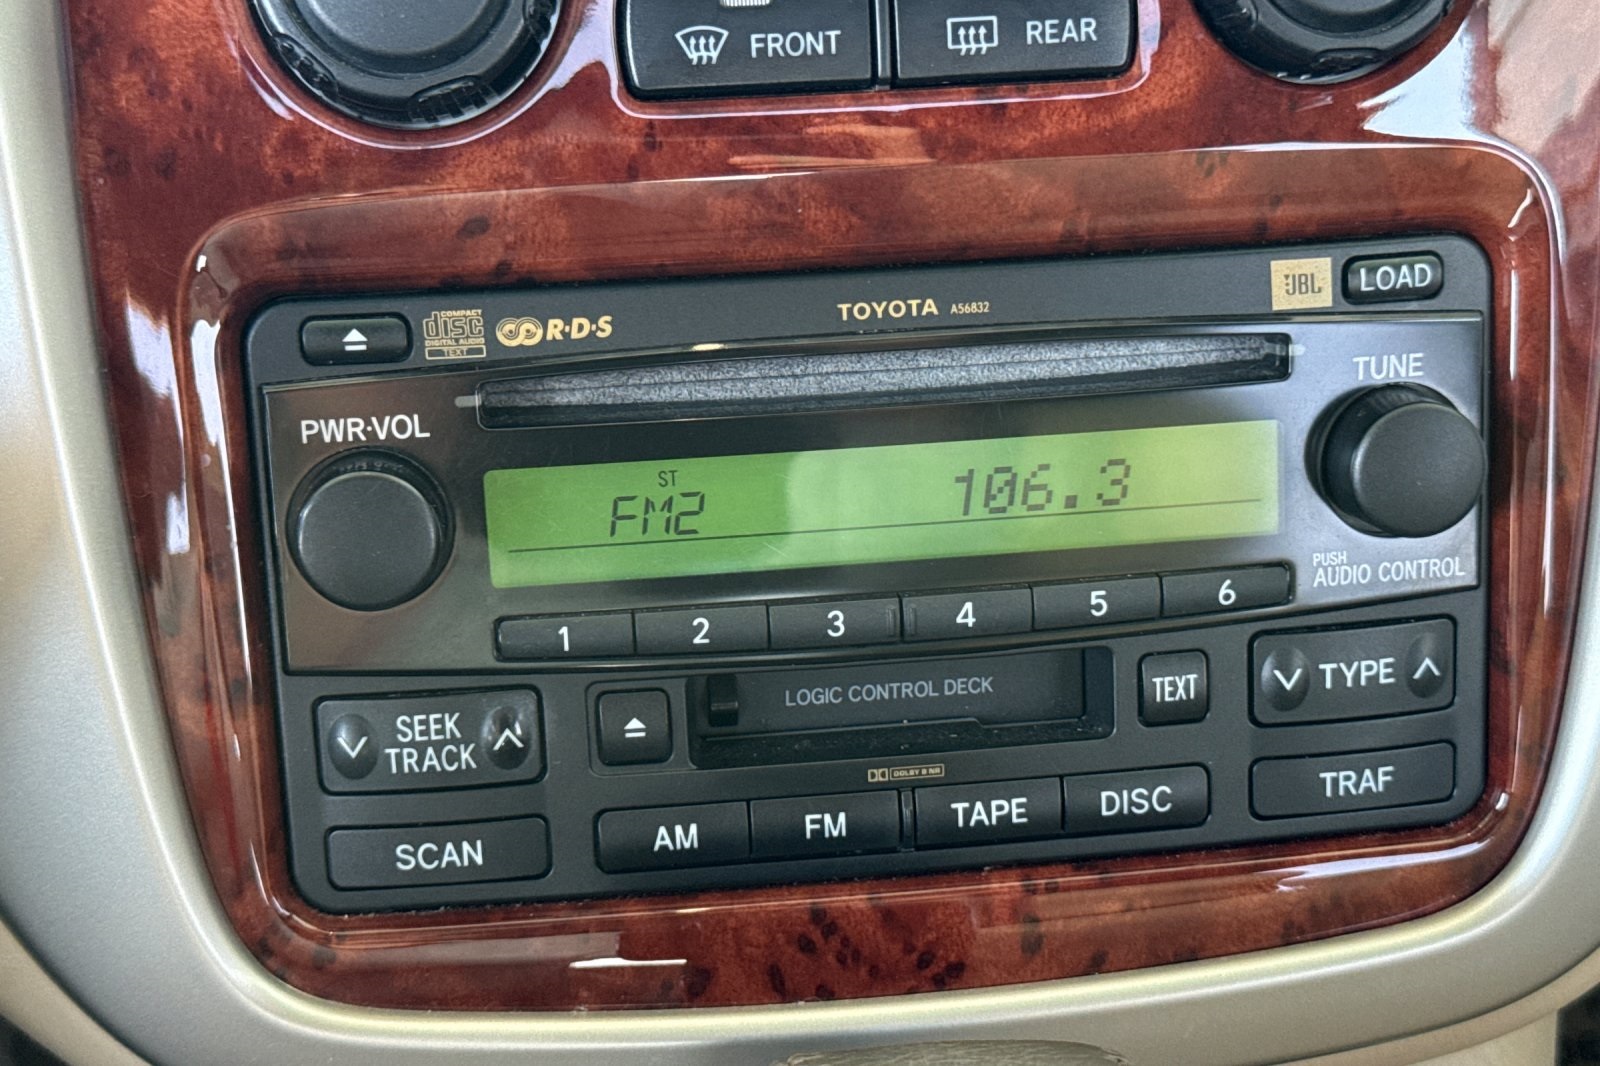 FRONT
REAR
COMPACT
disc
DIGITAL AUDIO
TEXT
R·D·S
TOYOTA A56832
JBL
LOAD
PWR·VOL
TUNE
ST
FM2
106.3
PUSH
AUDIO CONTROL
1 2 3 4 5 6
SEEK
TRACK
LOGIC CONTROL DECK
TEXT
TYPE
DOLBY B NR
TRAF
SCAN
AM
FM
TAPE
DISC